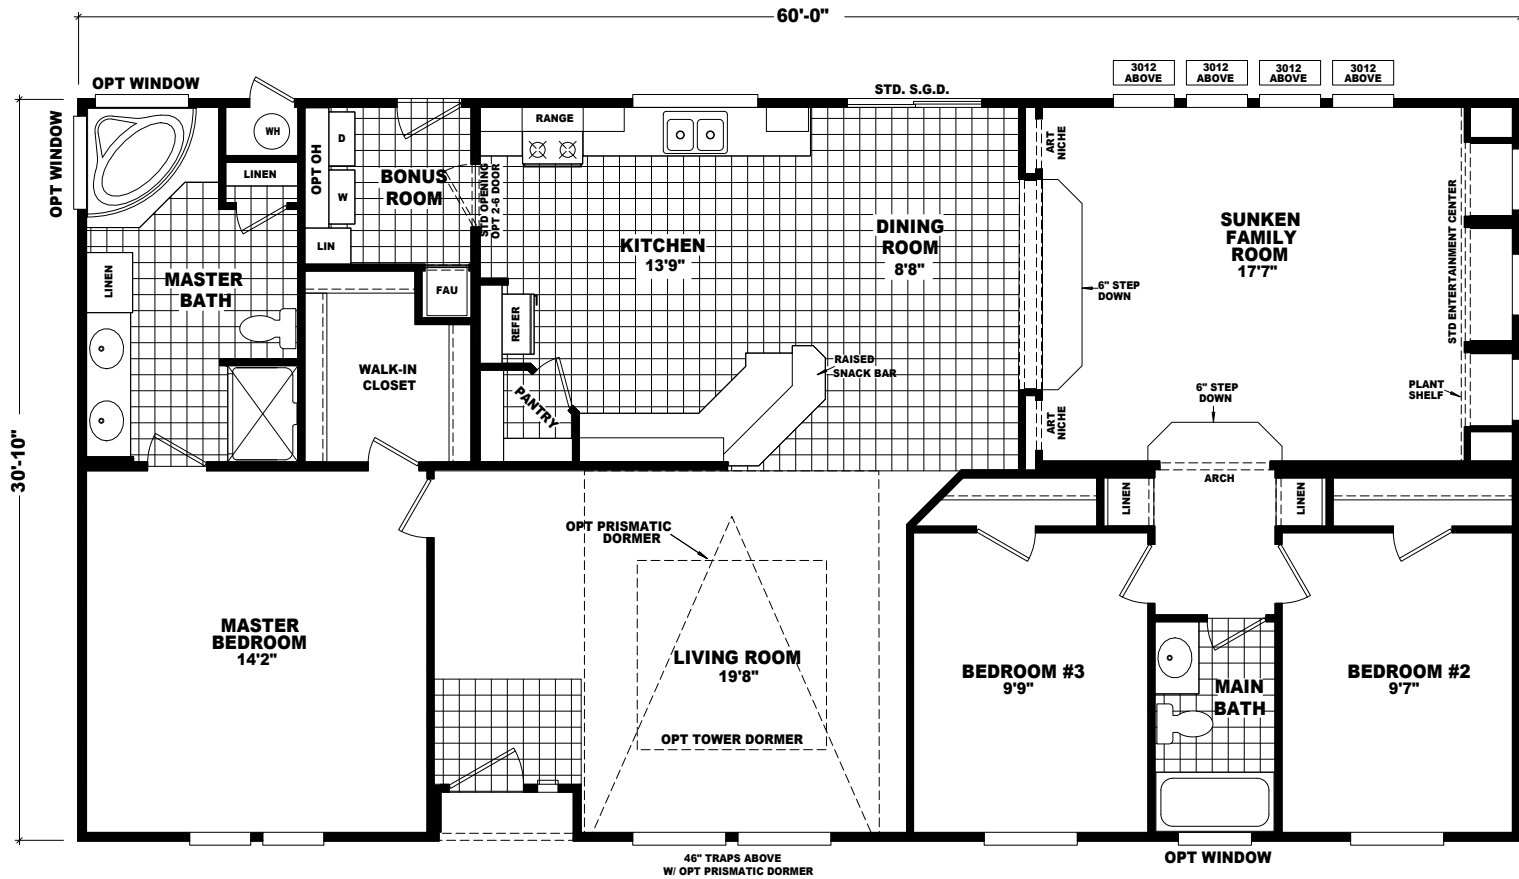 60'-0"
3012
ABOVE
3012
ABOVE
3012
ABOVE
3012
ABOVE
OPT WINDOW
STD. S.G.D.
OPT WINDOW
WH
LINEN
OPT OH
D
W
LIN
BONUS
ROOM
STD OPENING
OPT 2-6 DOOR
RANGE
KITCHEN
13'9"
DINING
ROOM
8'8"
ART
NICHE
SUNKEN
FAMILY
ROOM
17'7"
STD ENTERTAINMENT CENTER
6" STEP
DOWN
MASTER
BATH
LINEN
FAU
REFER
WALK-IN
CLOSET
PANTRY
RAISED
SNACK BAR
ART
NICHE
6" STEP
DOWN
PLANT
SHELF
30'-10"
ARCH
LINEN
LINEN
OPT PRISMATIC
DORMER
MASTER
BEDROOM
14'2"
LIVING ROOM
19'8"
OPT TOWER DORMER
BEDROOM #3
9'9"
MAIN
BATH
BEDROOM #2
9'7"
46" TRAPS ABOVE
W/ OPT PRISMATIC DORMER
OPT WINDOW